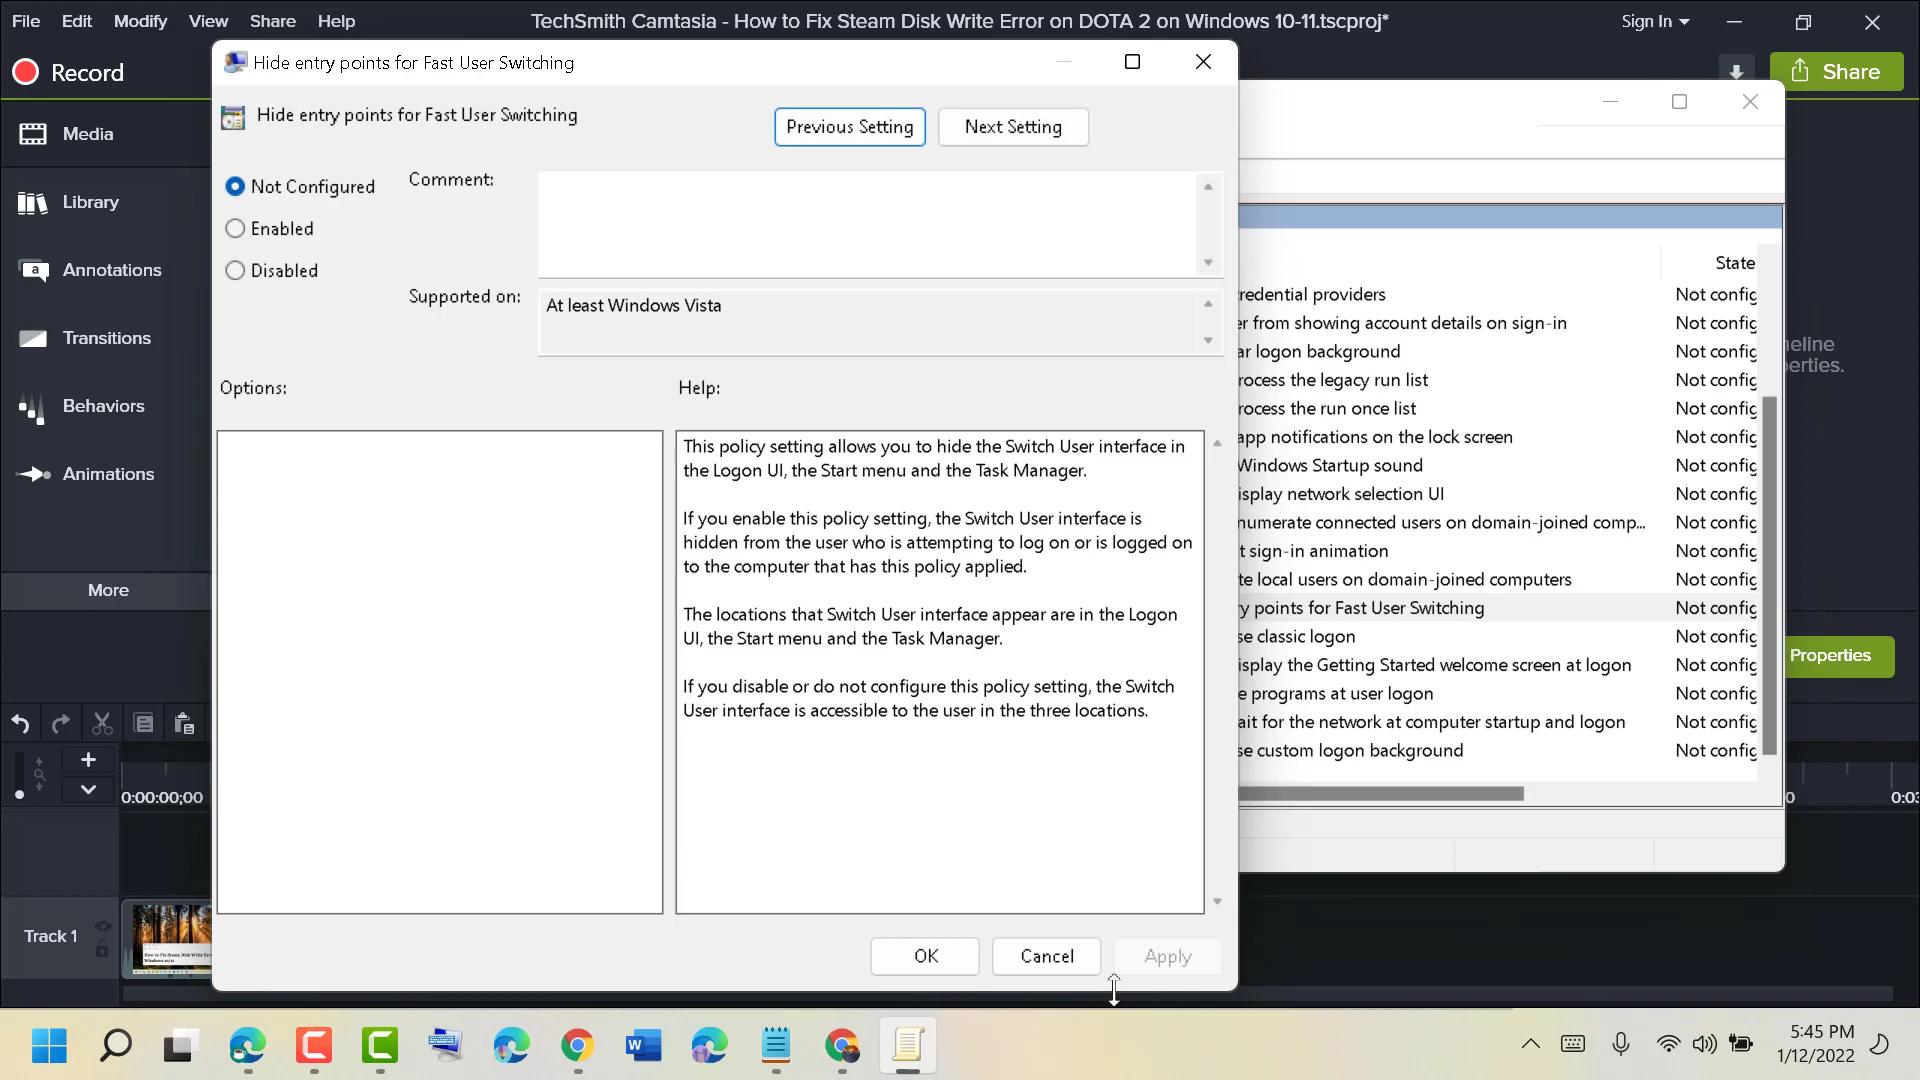 File Edit Modify View Share Help
TechSmith Camtasia - How to Fix Steam Disk Write Error on DOTA 2 on Windows 10-11.tscproj*
Sign In
Record
Share
Media
Library
Annotations
Transitions
Behaviors
Animations
More
Hide entry points for Fast User Switching
Hide entry points for Fast User Switching
Previous Setting
Next Setting
Not Configured
Enabled
Disabled
Comment:
Supported on:
At least Windows Vista
Options:
Help:
This policy setting allows you to hide the Switch User interface in
the Logon UI, the Start menu and the Task Manager.
If you enable this policy setting, the Switch User interface is
hidden from the user who is attempting to log on or is logged on
to the computer that has this policy applied.
The locations that Switch User interface appear are in the Logon
UI, the Start menu and the Task Manager.
If you disable or do not configure this policy setting, the Switch
User interface is accessible to the user in the three locations.
OK
Cancel
Apply
State
redential providers Not config
er from showing account details on sign-in Not config
ar logon background Not config
rocess the legacy run list Not config
rocess the run once list Not config
app notifications on the lock screen Not config
Windows Startup sound Not config
isplay network selection UI Not config
numerate connected users on domain-joined comp... Not config
t sign-in animation Not config
te local users on domain-joined computers Not config
ry points for Fast User Switching Not config
se classic logon Not config
isplay the Getting Started welcome screen at logon Not config
e programs at user logon Not config
ait for the network at computer startup and logon Not config
se custom logon background Not config
eline
erties.
Properties
0:00:00;00
0
0:03
Track 1
5:45 PM
1/12/2022